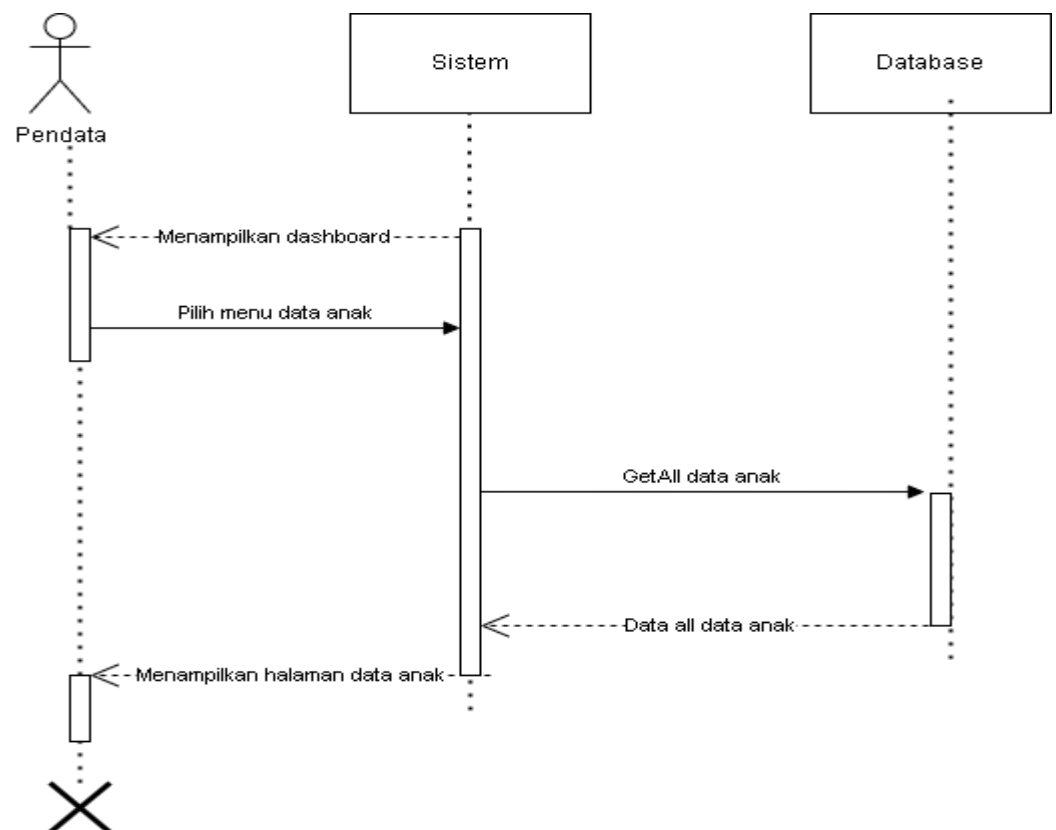 Pendata
Sistem
Database
Menampilkan dashboard
Pilih menu data anak
GetAll data anak
Data all data anak
Menampilkan halaman data anak